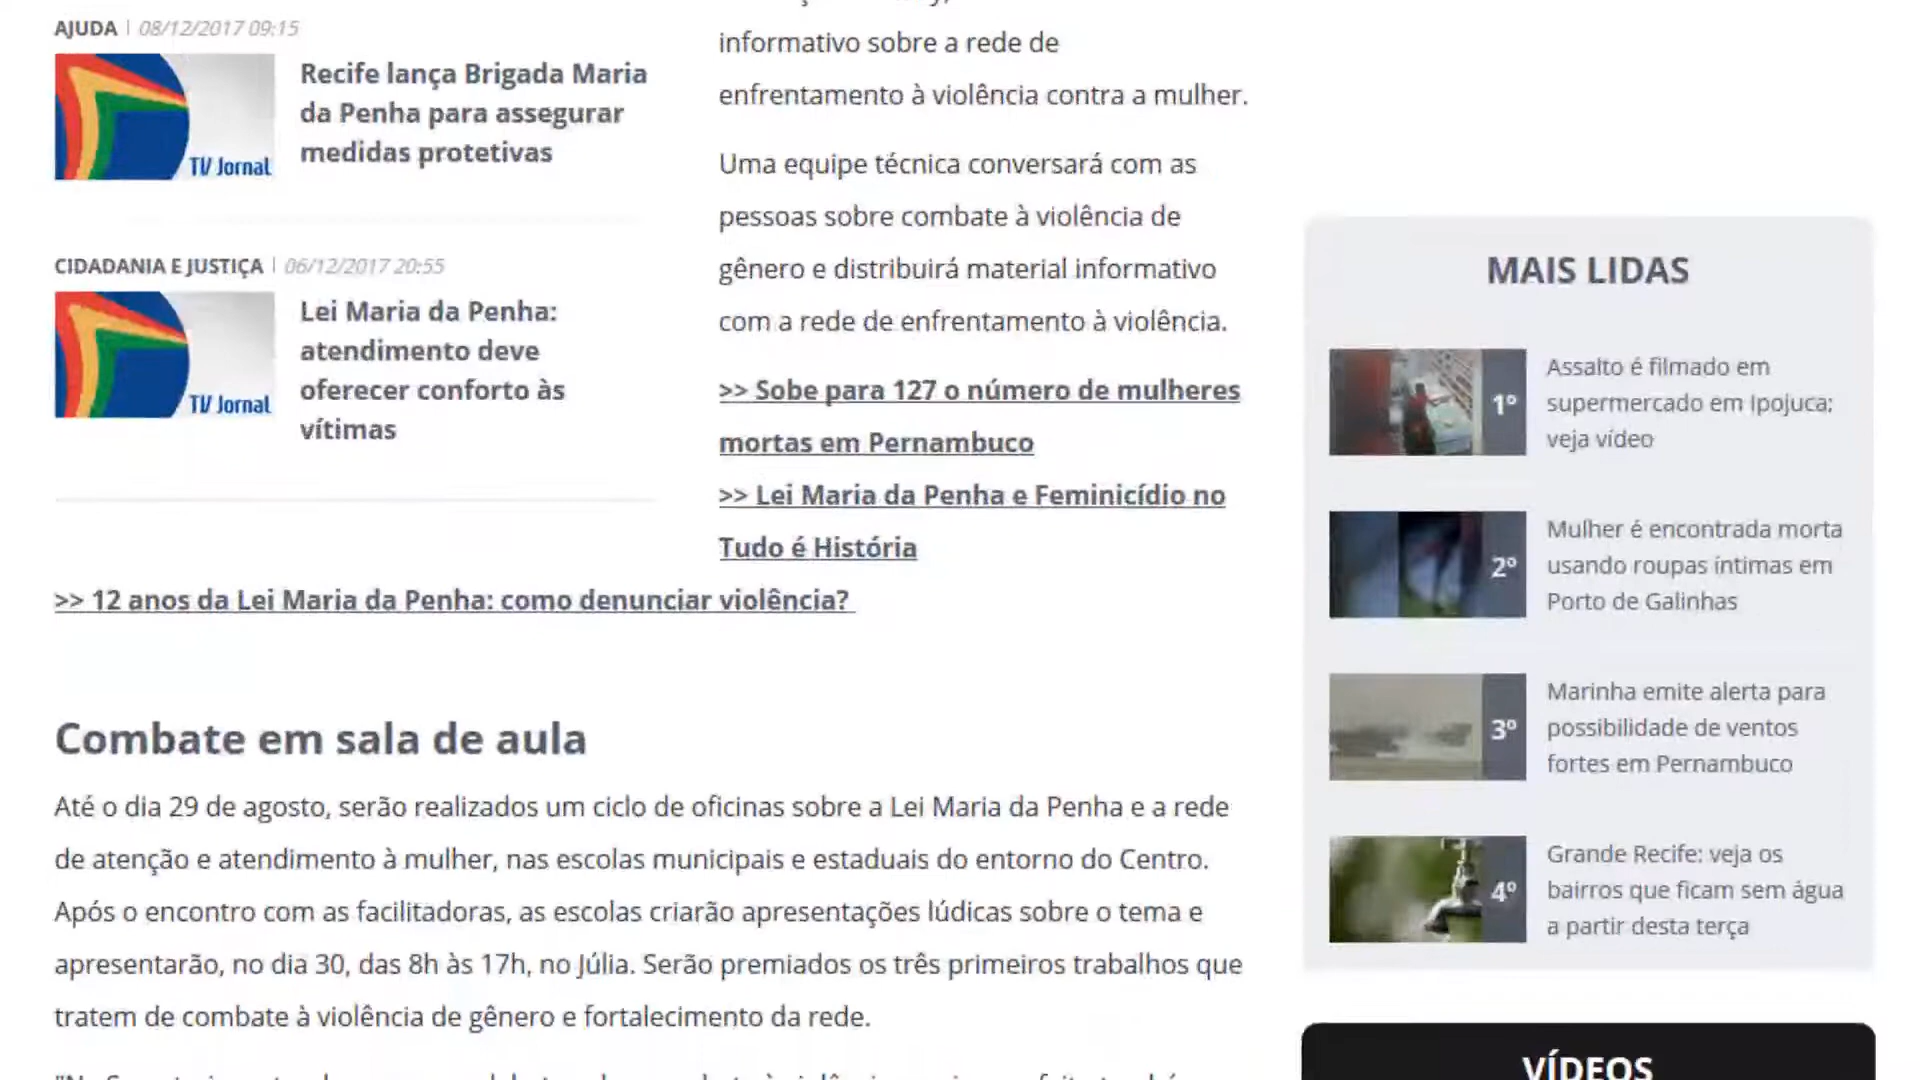 AJUDA | 08/12/2017 09:15
TV Jornal
Recife lança Brigada Maria
da Penha para assegurar
medidas protetivas
CIDADANIA E JUSTIÇA | 06/12/2017 20:55
TV Jornal
Lei Maria da Penha:
atendimento deve
oferecer conforto às
vítimas
informativo sobre a rede de
enfrentamento à violência contra a mulher.
Uma equipe técnica conversará com as
pessoas sobre combate à violência de
gênero e distribuirá material informativo
com a rede de enfrentamento à violência.
>> Sobe para 127 o número de mulheres
mortas em Pernambuco
>> Lei Maria da Penha e Feminicídio no
Tudo é História
>> 12 anos da Lei Maria da Penha: como denunciar violência?
Combate em sala de aula
Até o dia 29 de agosto, serão realizados um ciclo de oficinas sobre a Lei Maria da Penha e a rede
de atenção e atendimento à mulher, nas escolas municipais e estaduais do entorno do Centro.
Após o encontro com as facilitadoras, as escolas criarão apresentações lúdicas sobre o tema e
apresentarão, no dia 30, das 8h às 17h, no Júlia. Serão premiados os três primeiros trabalhos que
tratem de combate à violência de gênero e fortalecimento da rede.
MAIS LIDAS
1º
Assalto é filmado em
supermercado em Ipojuca;
veja vídeo
2º
Mulher é encontrada morta
usando roupas íntimas em
Porto de Galinhas
3º
Marinha emite alerta para
possibilidade de ventos
fortes em Pernambuco
4º
Grande Recife: veja os
bairros que ficam sem água
a partir desta terça
VÍDEOS